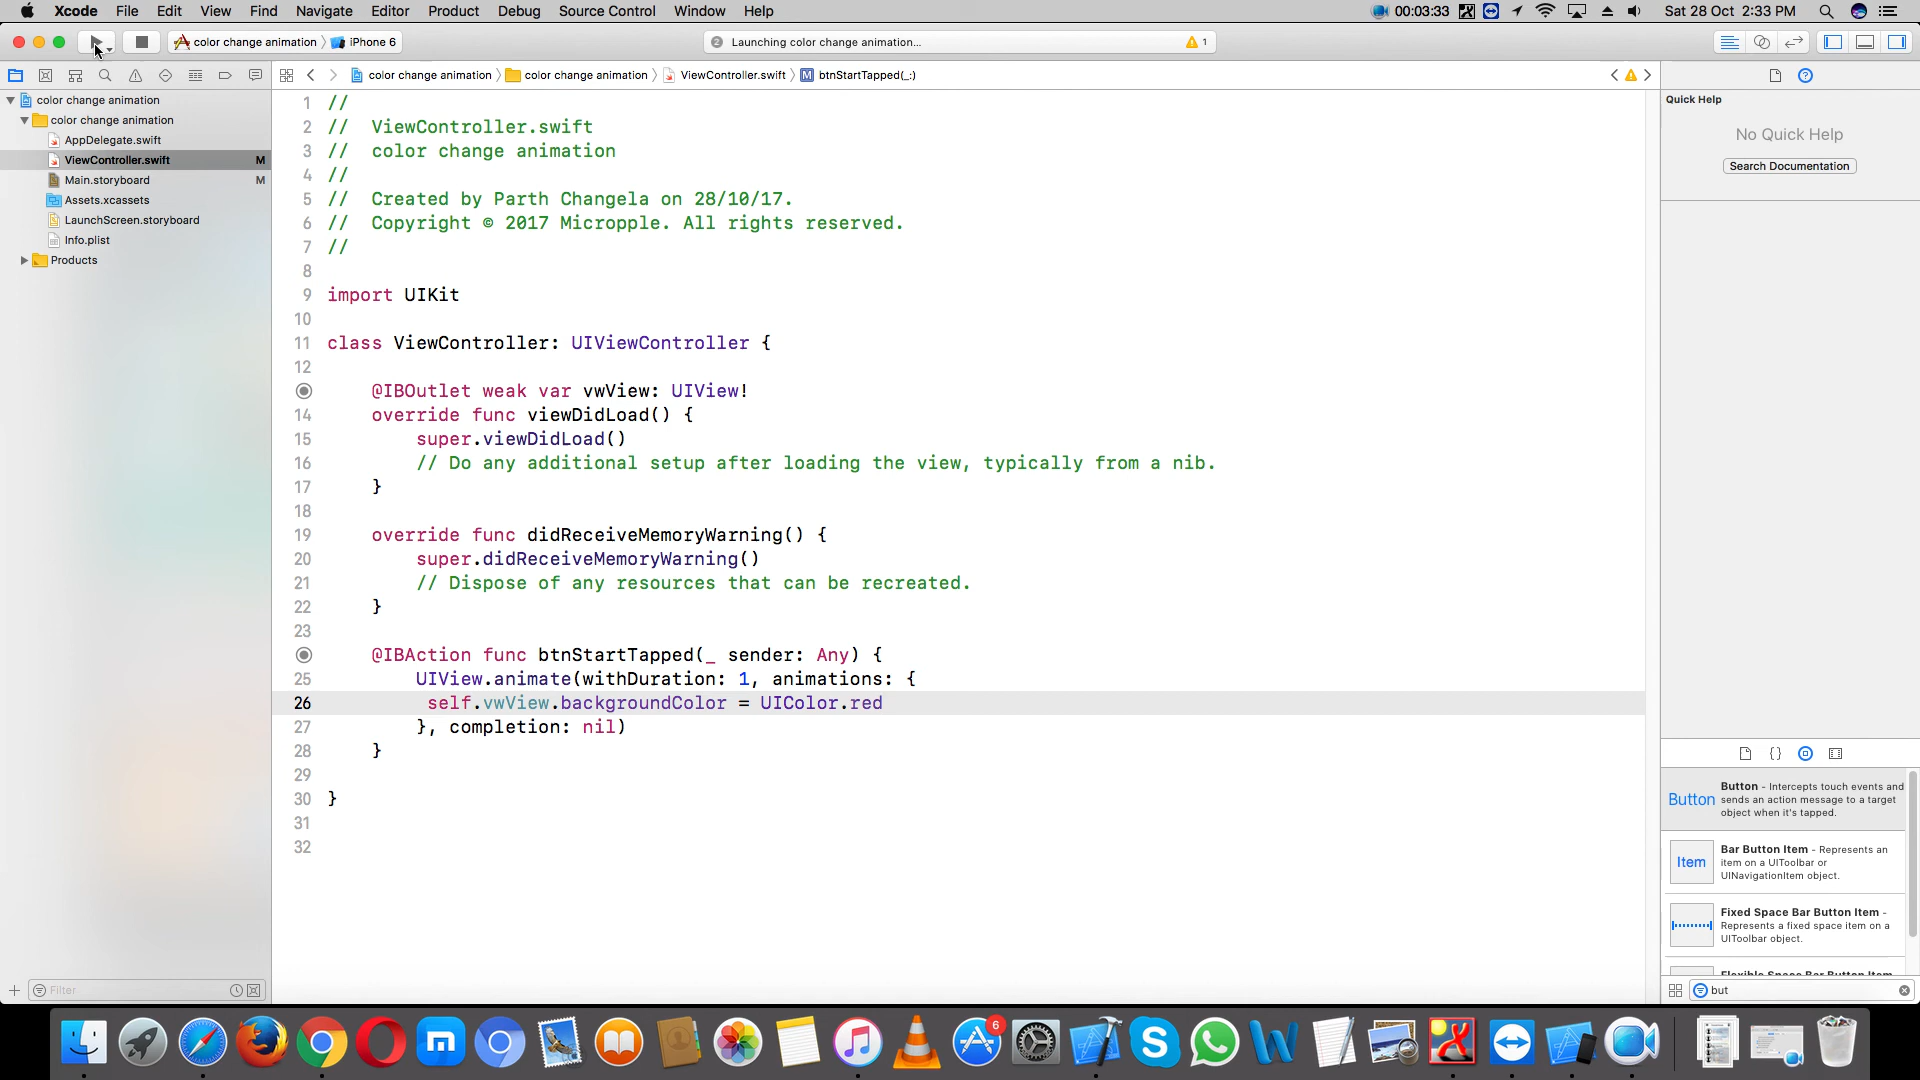 Xcode File Edit View Find Navigate Editor Product Debug Source Control Window Help 00:03:33 Sat 28 Oct 2:33 PM
color change animation iPhone 6 2 Launching color change animation... 1
color change animation color change animation ViewController.swift M btnStartTapped(_:)
color change animation
color change animation
AppDelegate.swift
ViewController.swift M
Main.storyboard M
Assets.xcassets
LaunchScreen.storyboard
Info.plist
Products
Filter
1 //
2 // ViewController.swift
3 // color change animation
4 //
5 // Created by Parth Changela on 28/10/17.
6 // Copyright © 2017 Micropple. All rights reserved.
7 //
8
9 import UIKit
10
11 class ViewController: UIViewController {
12
@IBOutlet weak var vwView: UIView!
14 override func viewDidLoad() {
15 super.viewDidLoad()
16 // Do any additional setup after loading the view, typically from a nib.
17 }
18
19 override func didReceiveMemoryWarning() {
20 super.didReceiveMemoryWarning()
21 // Dispose of any resources that can be recreated.
22 }
23
@IBAction func btnStartTapped(_ sender: Any) {
25 UIView.animate(withDuration: 1, animations: {
26 self.vwView.backgroundColor = UIColor.red
27 }, completion: nil)
28 }
29
30 }
31
32
Quick Help
No Quick Help
Search Documentation
{}
Button
Button - Intercepts touch events and
sends an action message to a target
object when it's tapped.
Item
Bar Button Item - Represents an
item on a UIToolbar or
UINavigationItem object.
Fixed Space Bar Button Item -
Represents a fixed space item on a
UIToolbar object.
Flexible Space Bar Button Item
but
6